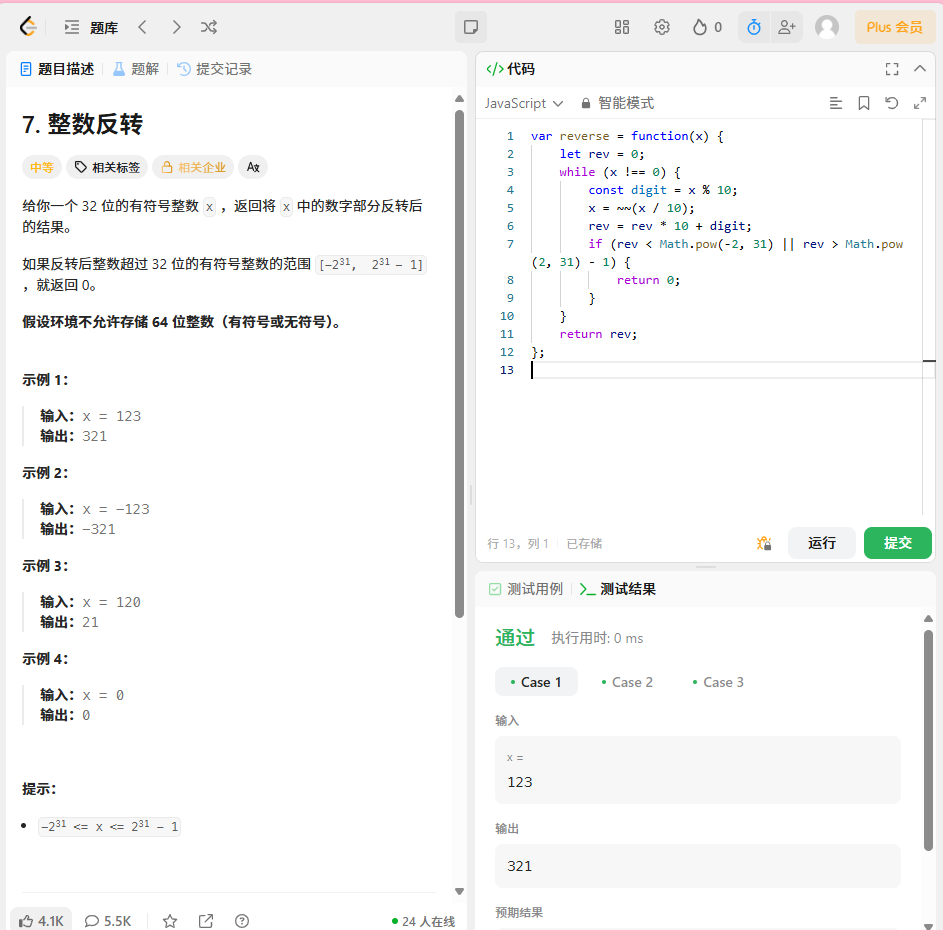 题库
0
Plus 会员
题目描述
题解
提交记录
7. 整数反转
中等
相关标签
相关企业
给你一个 32 位的有符号整数 x ，返回将 x 中的数字部分反转后
的结果。
如果反转后整数超过 32 位的有符号整数的范围 [−2³¹,  2³¹ − 1]
，就返回 0。
假设环境不允许存储 64 位整数（有符号或无符号）。
示例 1：
输入：x = 123
输出：321
示例 2：
输入：x = -123
输出：-321
示例 3：
输入：x = 120
输出：21
示例 4：
输入：x = 0
输出：0
提示：
-2³¹ <= x <= 2³¹ - 1
4.1K
5.5K
24 人在线
</> 代码
JavaScript
智能模式
1 var reverse = function(x) {
2 let rev = 0;
3 while (x !== 0) {
4 const digit = x % 10;
5 x = ~~(x / 10);
6 rev = rev * 10 + digit;
7 if (rev < Math.pow(-2, 31) || rev > Math.pow
(2, 31) - 1) {
8 return 0;
9 }
10 }
11 return rev;
12 };
13
行 13，列 1
已存储
运行
提交
测试用例
>_ 测试结果
通过
执行用时: 0 ms
Case 1
Case 2
Case 3
输入
x =
123
输出
321
预期结果